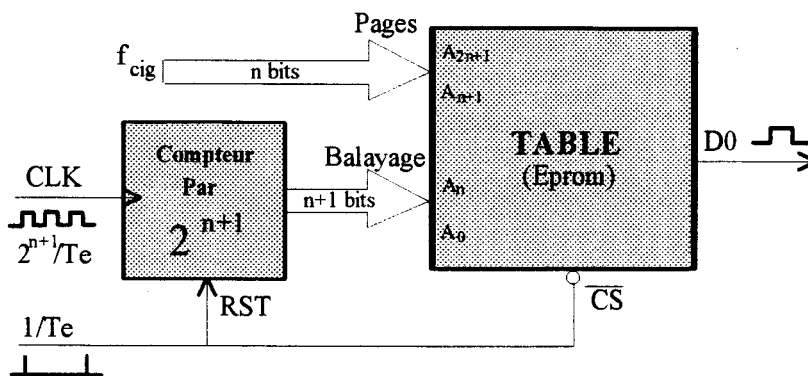 Pages
f_cig
n bits
A_2n+1
A_n+1
TABLE
(Eprom)
D0
Compteur
Par
2^n+1
Balayage
n+1 bits
A_n
A_0
CLK
2^n+1/Te
RST
CS
1/Te